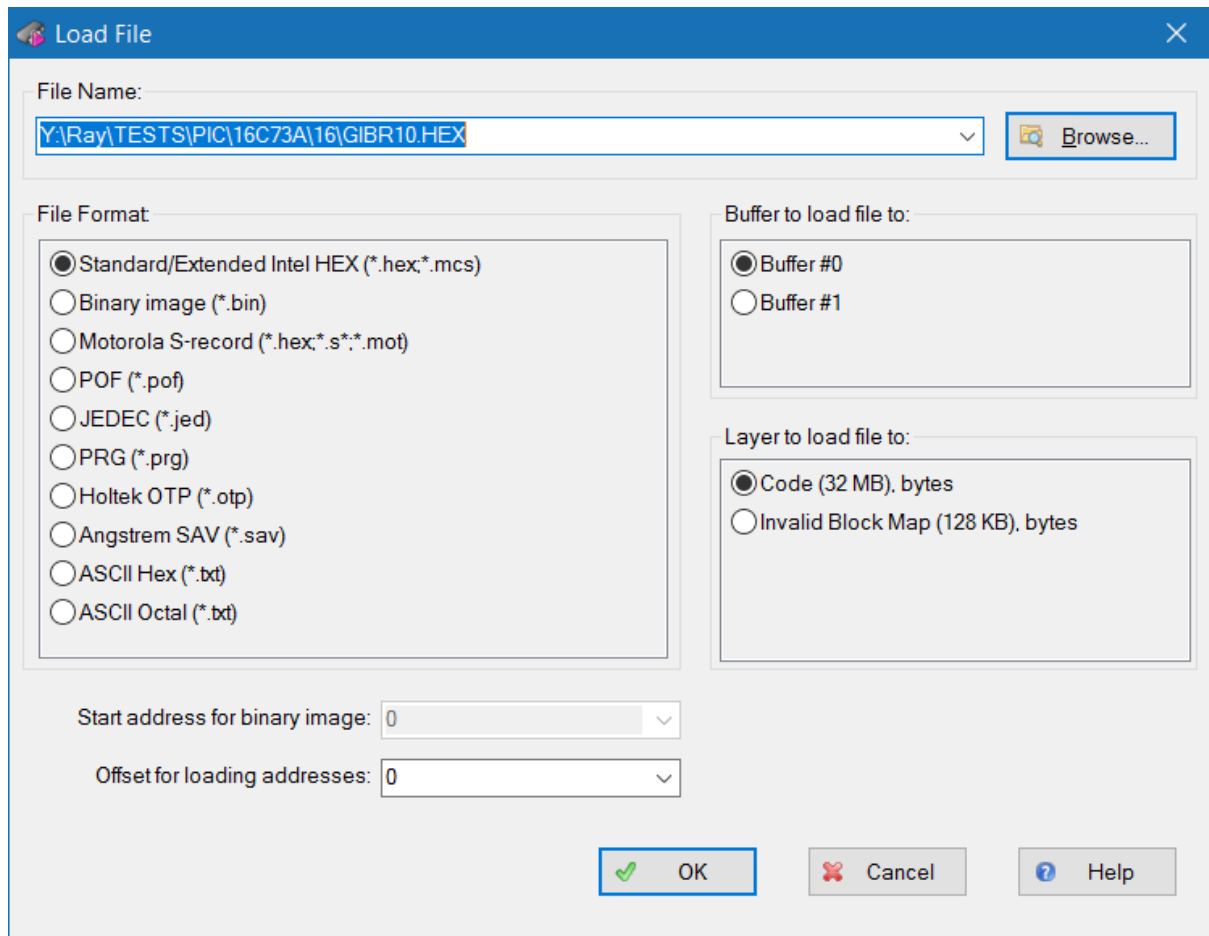 Load File
File Name:
Y:\Ray\TESTS\PIC\16C73A\16\GIBR10.HEX
Browse...
File Format:
Standard/Extended Intel HEX (*.hex;*.mcs)
Binary image (*.bin)
Motorola S-record (*.hex;*.s*;*.mot)
POF (*.pof)
JEDEC (*.jed)
PRG (*.prg)
Holtek OTP (*.otp)
Angstrem SAV (*.sav)
ASCII Hex (*.txt)
ASCII Octal (*.txt)
Buffer to load file to:
Buffer #0
Buffer #1
Layer to load file to:
Code (32 MB), bytes
Invalid Block Map (128 KB), bytes
Start address for binary image: 0
Offset for loading addresses: 0
OK
Cancel
Help